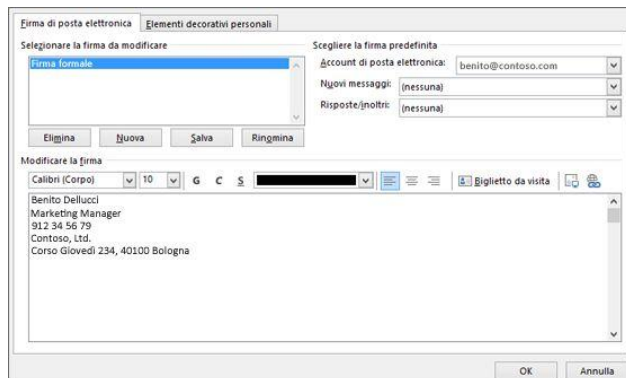 Firma di posta elettronica
Elementi decorativi personali
Selezionare la firma da modificare
Firma formale
Elimina
Nuova
Salva
Rinomina
Scegliere la firma predefinita
Account di posta elettronica:
benito@contoso.com
Nuovi messaggi:
(nessuna)
Risposte/inoltri:
(nessuna)
Modificare la firma
Calibri (Corpo)
10
G C S
Biglietto da visita
Benito Dellucci
Marketing Manager
912 34 56 79
Contoso, Ltd.
Corso Giovedì 234, 40100 Bologna
OK
Annulla